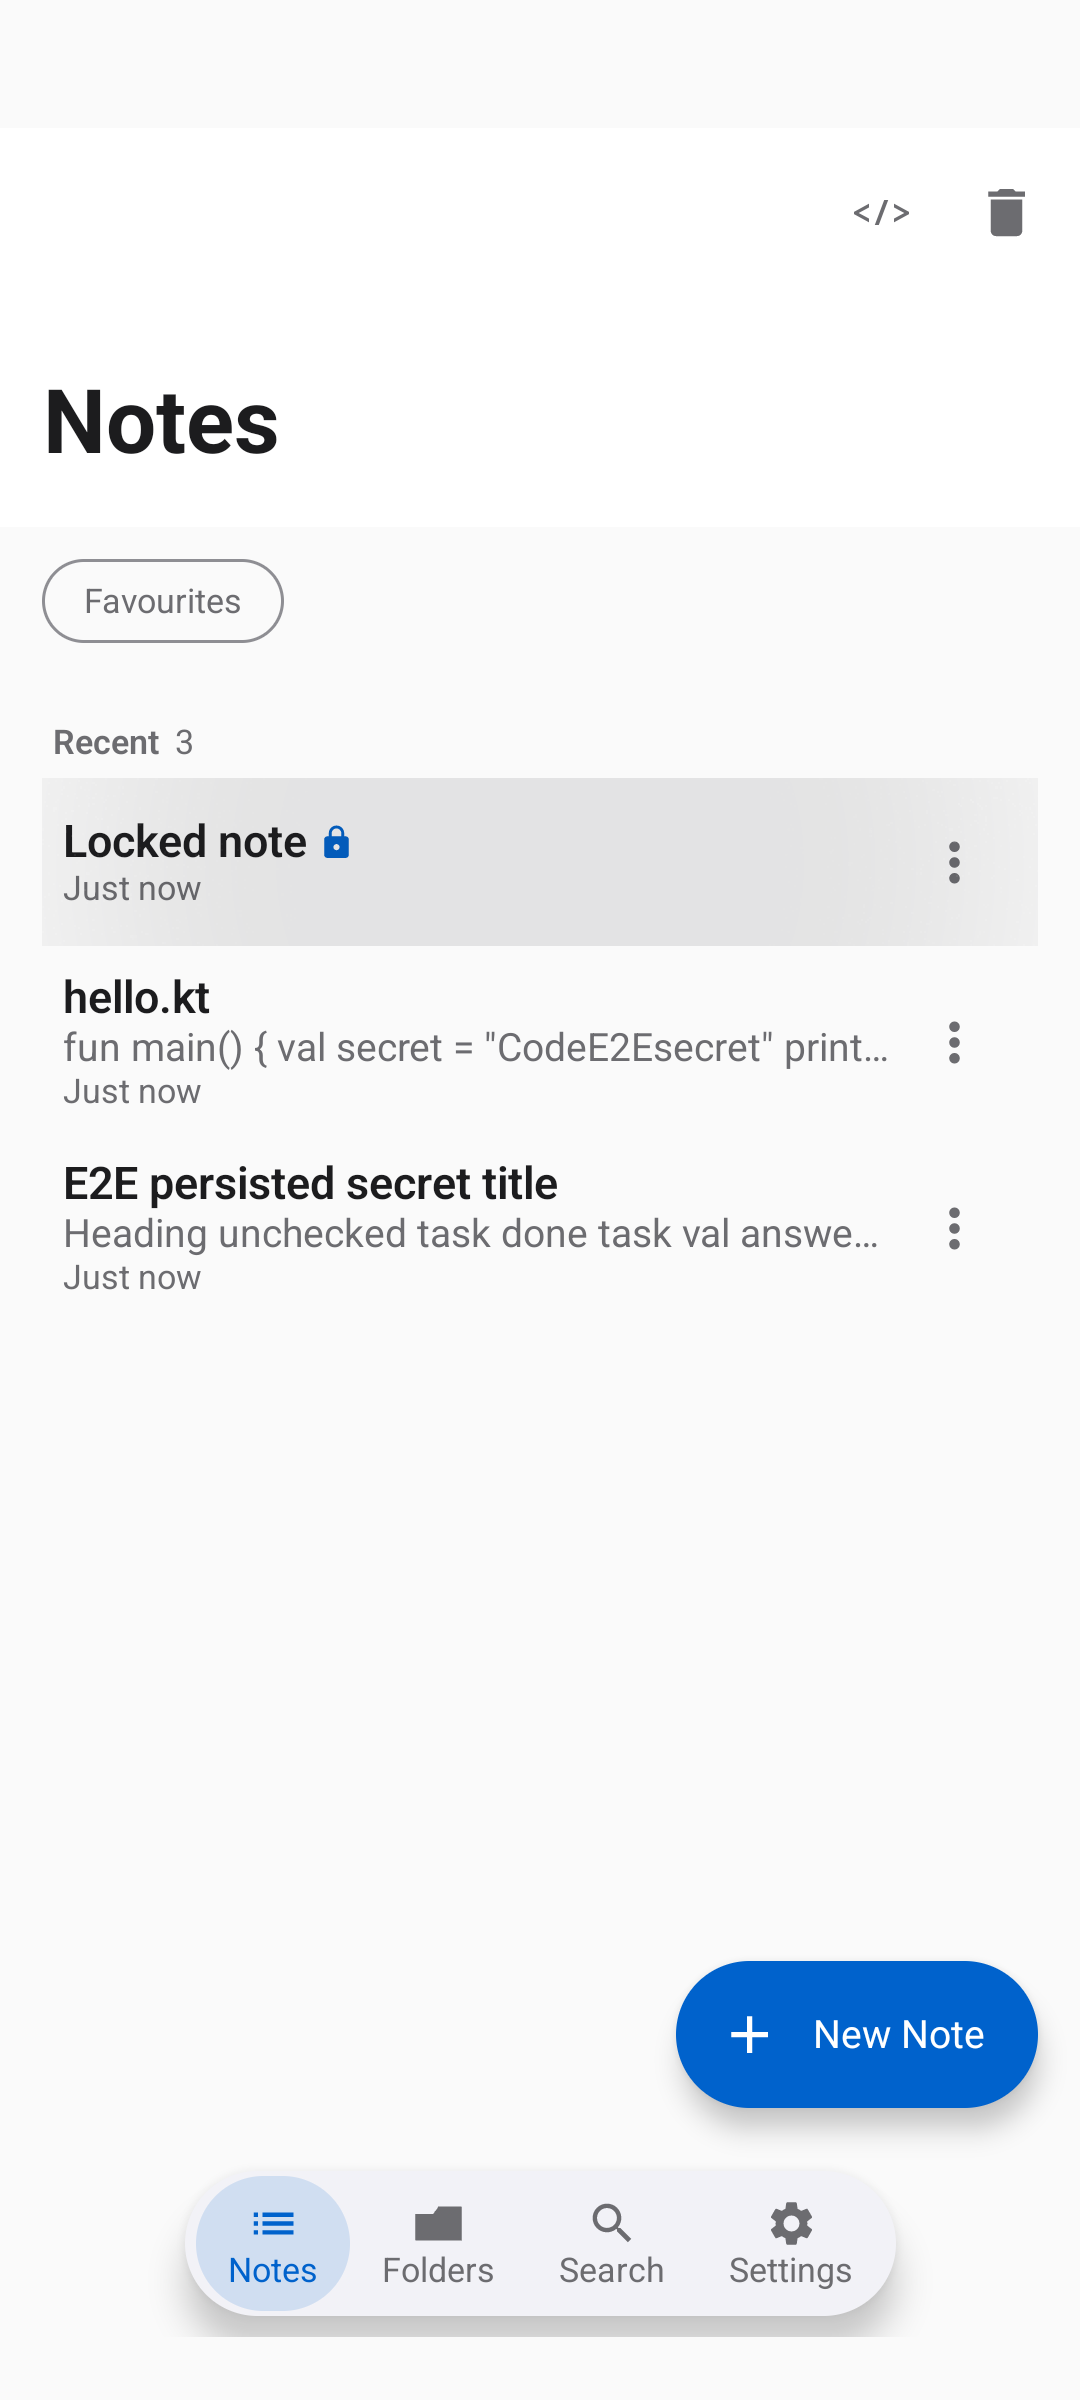 </>
Notes
Favourites
Recent 3
Locked note
Just now
hello.kt
fun main() { val secret = "CodeE2Esecret" print…
Just now
E2E persisted secret title
Heading unchecked task done task val answe…
Just now
New Note
Notes Folders Search Settings